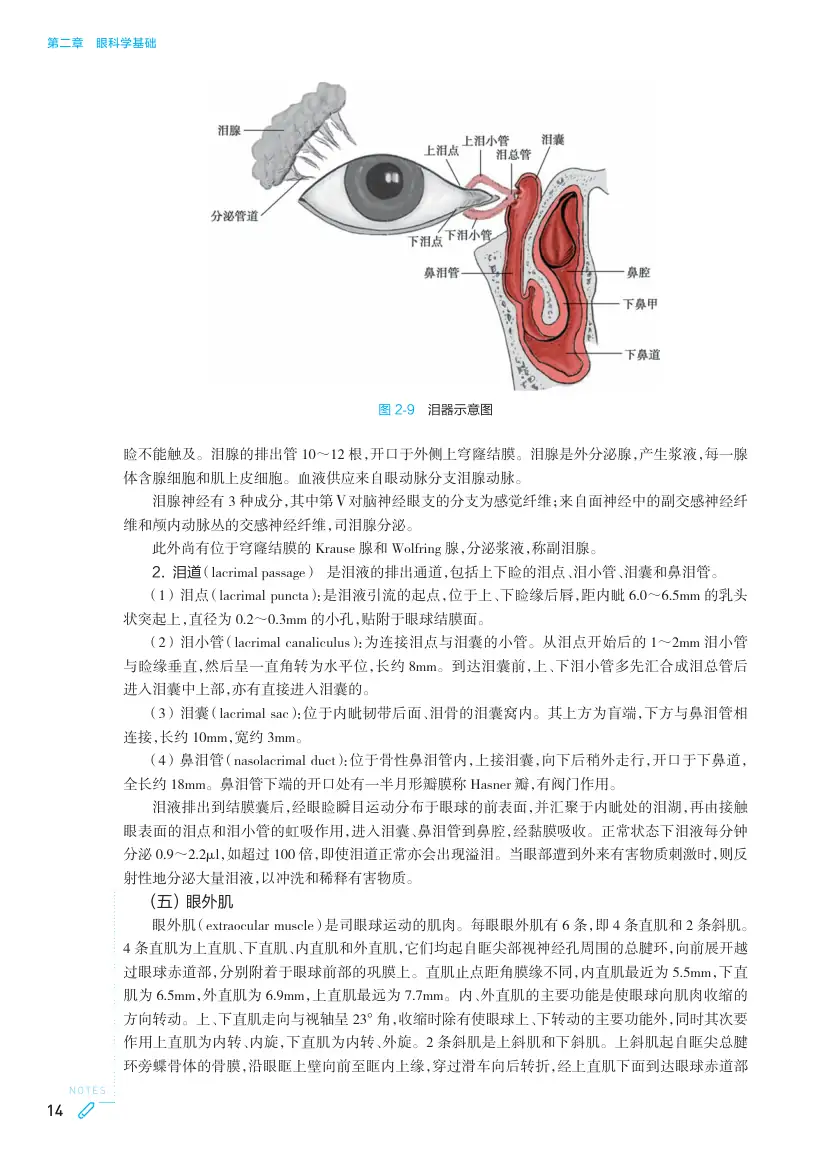 第二章 眼科学基础
泪腺
上泪小管
泪囊
上泪点
泪总管
分泌管道
下泪点
下泪小管
鼻泪管
鼻腔
下鼻甲
下鼻道
图 2-9 泪器示意图
睑不能触及。泪腺的排出管 10～12 根,开口于外侧上穹窿结膜。泪腺是外分泌腺,产生浆液,每一腺
体含腺细胞和肌上皮细胞。血液供应来自眼动脉分支泪腺动脉。
泪腺神经有 3 种成分,其中第Ⅴ对脑神经眼支的分支为感觉纤维;来自面神经中的副交感神经纤
维和颅内动脉丛的交感神经纤维,司泪腺分泌。
此外尚有位于穹窿结膜的 Krause 腺和 Wolfring 腺,分泌浆液,称副泪腺。
2. 泪道(lacrimal passage) 是泪液的排出通道,包括上下睑的泪点、泪小管、泪囊和鼻泪管。
(1)泪点(lacrimal puncta):是泪液引流的起点,位于上、下睑缘后唇,距内眦 6.0～6.5mm 的乳头
状突起上,直径为 0.2～0.3mm 的小孔,贴附于眼球结膜面。
(2)泪小管(lacrimal canaliculus):为连接泪点与泪囊的小管。从泪点开始后的 1～2mm 泪小管
与睑缘垂直,然后呈一直角转为水平位,长约 8mm。到达泪囊前,上、下泪小管多先汇合成泪总管后
进入泪囊中上部,亦有直接进入泪囊的。
(3)泪囊(lacrimal sac):位于内眦韧带后面、泪骨的泪囊窝内。其上方为盲端,下方与鼻泪管相
连接,长约 10mm,宽约 3mm。
(4)鼻泪管(nasolacrimal duct):位于骨性鼻泪管内,上接泪囊,向下后稍外走行,开口于下鼻道,
全长约 18mm。鼻泪管下端的开口处有一半月形瓣膜称 Hasner 瓣,有阀门作用。
泪液排出到结膜囊后,经眼睑瞬目运动分布于眼球的前表面,并汇聚于内眦处的泪湖,再由接触
眼表面的泪点和泪小管的虹吸作用,进入泪囊、鼻泪管到鼻腔,经黏膜吸收。正常状态下泪液每分钟
分泌 0.9～2.2μl,如超过 100 倍,即使泪道正常亦会出现溢泪。当眼部遭到外来有害物质刺激时,则反
射性地分泌大量泪液,以冲洗和稀释有害物质。
(五)眼外肌
眼外肌(extraocular muscle)是司眼球运动的肌肉。每眼眼外肌有 6 条,即 4 条直肌和 2 条斜肌。
4 条直肌为上直肌、下直肌、内直肌和外直肌,它们均起自眶尖部视神经孔周围的总腱环,向前展开越
过眼球赤道部,分别附着于眼球前部的巩膜上。直肌止点距角膜缘不同,内直肌最近为 5.5mm,下直
肌为 6.5mm,外直肌为 6.9mm,上直肌最远为 7.7mm。内、外直肌的主要功能是使眼球向肌肉收缩的
方向转动。上、下直肌走向与视轴呈 23° 角,收缩时除有使眼球上、下转动的主要功能外,同时其次要
作用上直肌为内转、内旋,下直肌为内转、外旋。2 条斜肌是上斜肌和下斜肌。上斜肌起自眶尖总腱
环旁蝶骨体的骨膜,沿眼眶上壁向前至眶内上缘,穿过滑车向后转折,经上直肌下面到达眼球赤道部
NOTES
14